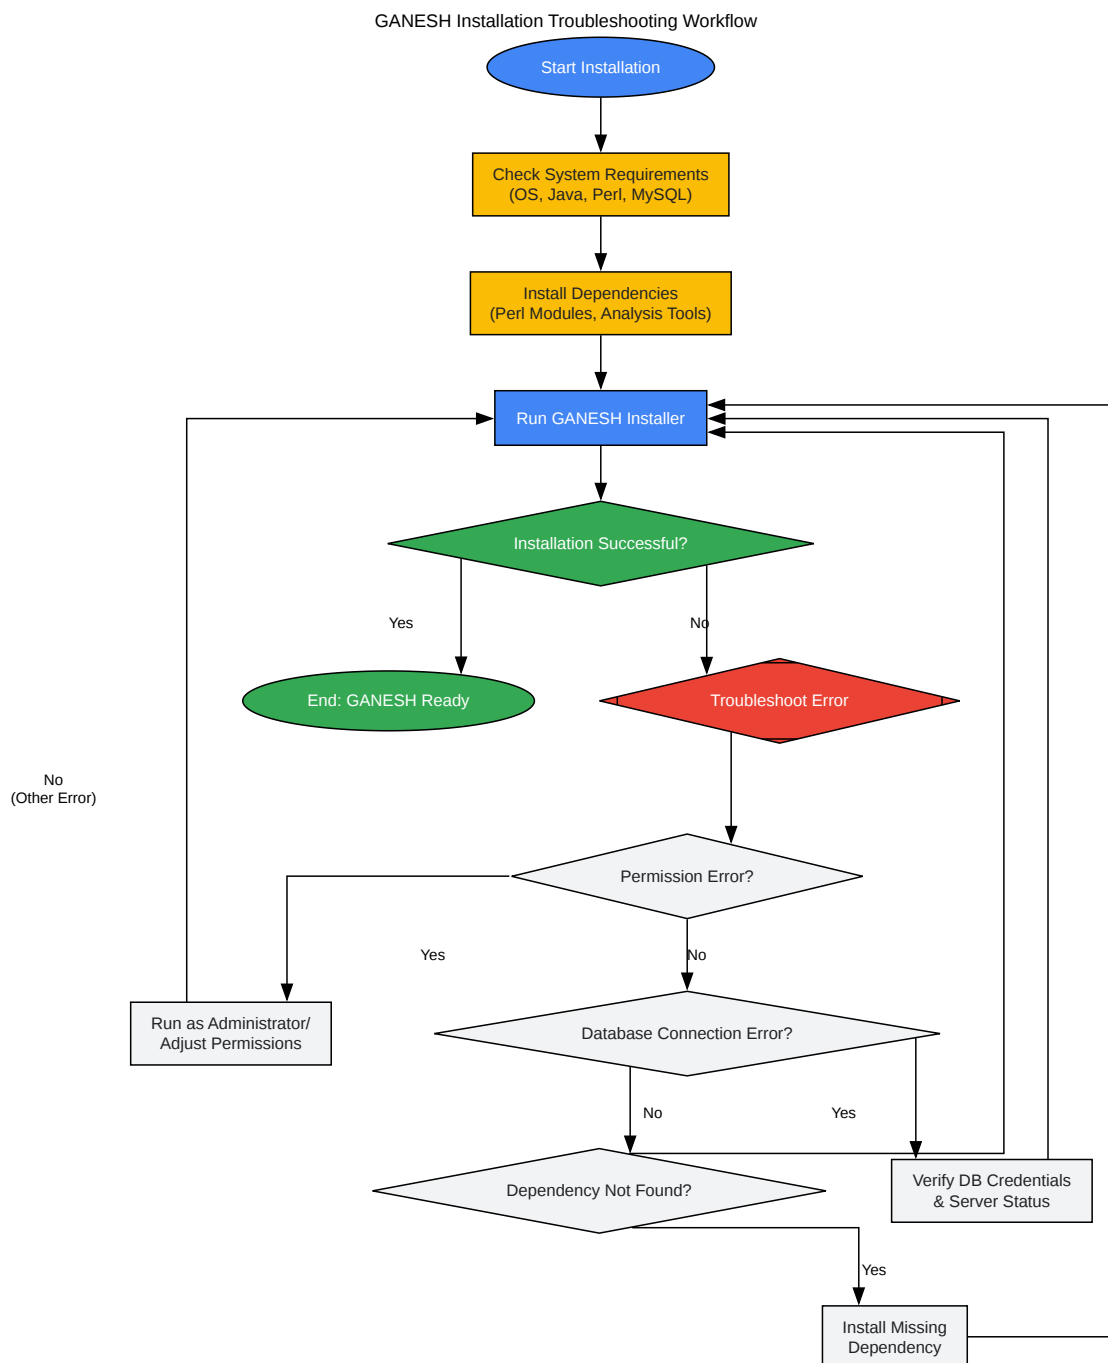 GANESH Installation Troubleshooting Workflow
Start Installation
Check System Requirements
(OS, Java, Perl, MySQL)
Install Dependencies
(Perl Modules, Analysis Tools)
Run GANESH Installer
Installation Successful?
Yes
No
End: GANESH Ready
Troubleshoot Error
No
(Other Error)
Permission Error?
Yes
No
Run as Administrator/
Adjust Permissions
Database Connection Error?
No
Yes
Dependency Not Found?
Verify DB Credentials
& Server Status
Yes
Install Missing
Dependency